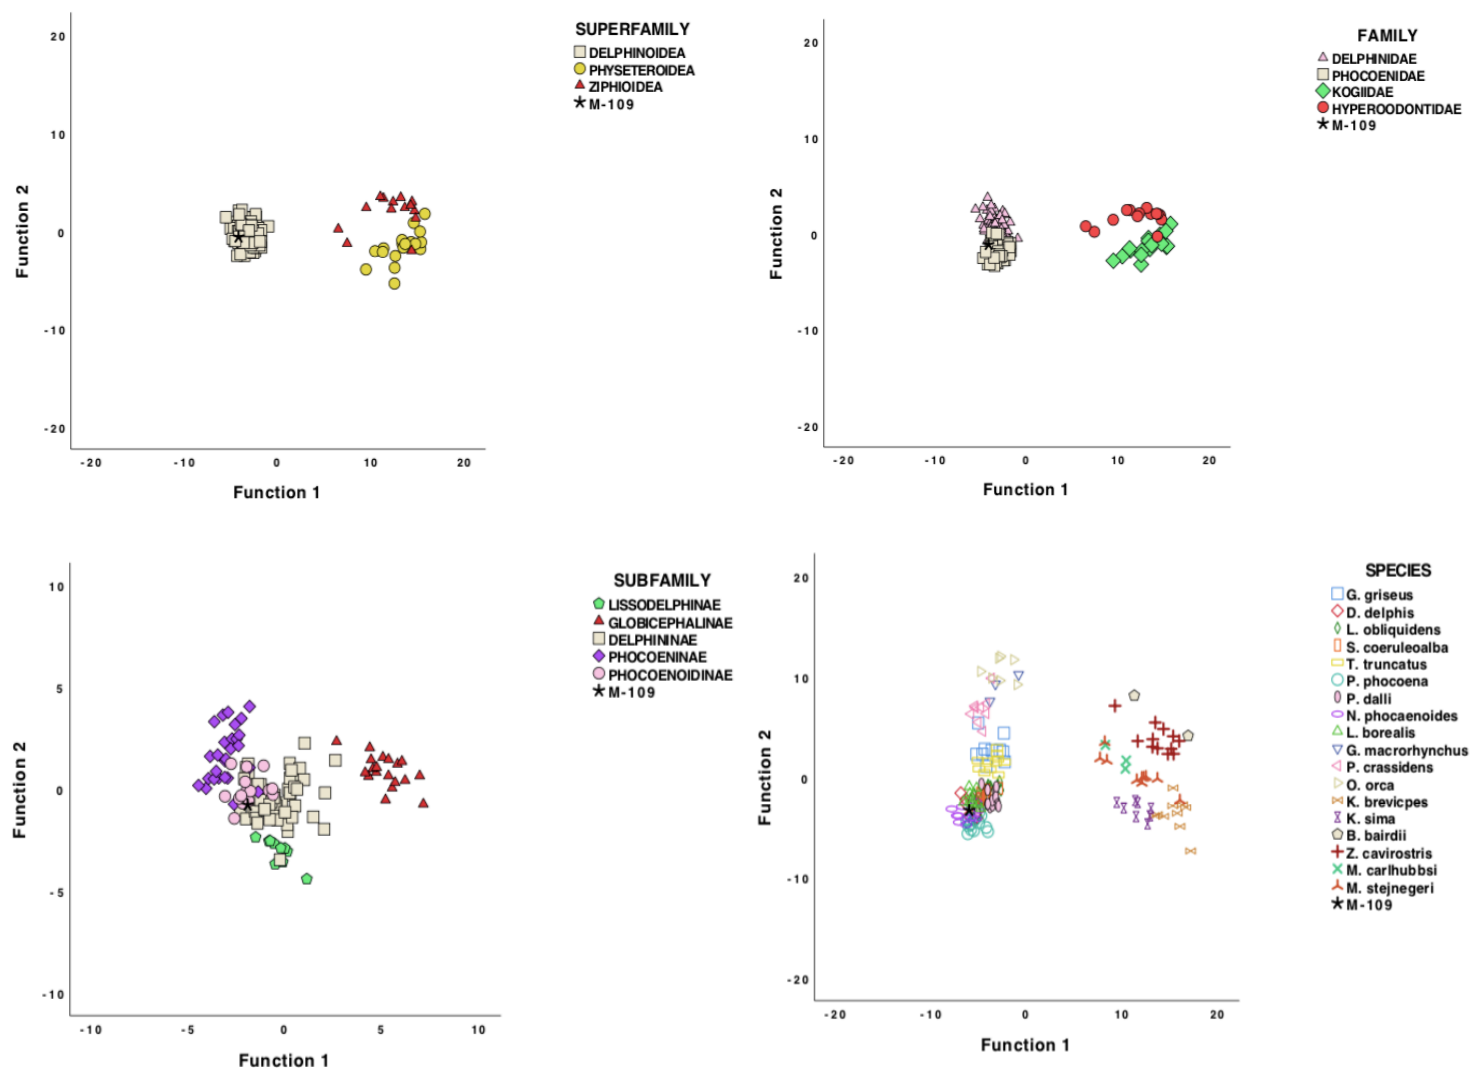 SUPERFAMILY
DELPHINOIDEA
PHYSETEROIDEA
ZIPHIOIDEA
M-109
20
10
0
-10
-20
-20
-10
0
10
20
Function 2
Function 1
FAMILY
DELPHINIDAE
PHOCOENIDAE
KOGIIDAE
HYPEROODONTIDAE
M-109
20
10
0
-10
-20
-20
-10
0
10
20
Function 2
Function 1
SUBFAMILY
LISSODELPHINAE
GLOBICEPHALINAE
DELPHININAE
PHOCOENINAE
PHOCOENOIDINAE
M-109
10
5
0
-5
-10
-10
-5
0
5
10
Function 2
Function 1
SPECIES
G. griseus
D. delphis
L. obliquidens
S. coeruleoalba
T. truncatus
P. phocoena
P. dalli
N. phocaenoides
L. borealis
G. macrorhynchus
P. crassidens
O. orca
K. brevicpes
K. sima
B. bairdii
Z. cavirostris
M. carlhubbsi
M. stejnegeri
M-109
20
10
0
-10
-20
-20
-10
0
10
20
Function 2
Function 1